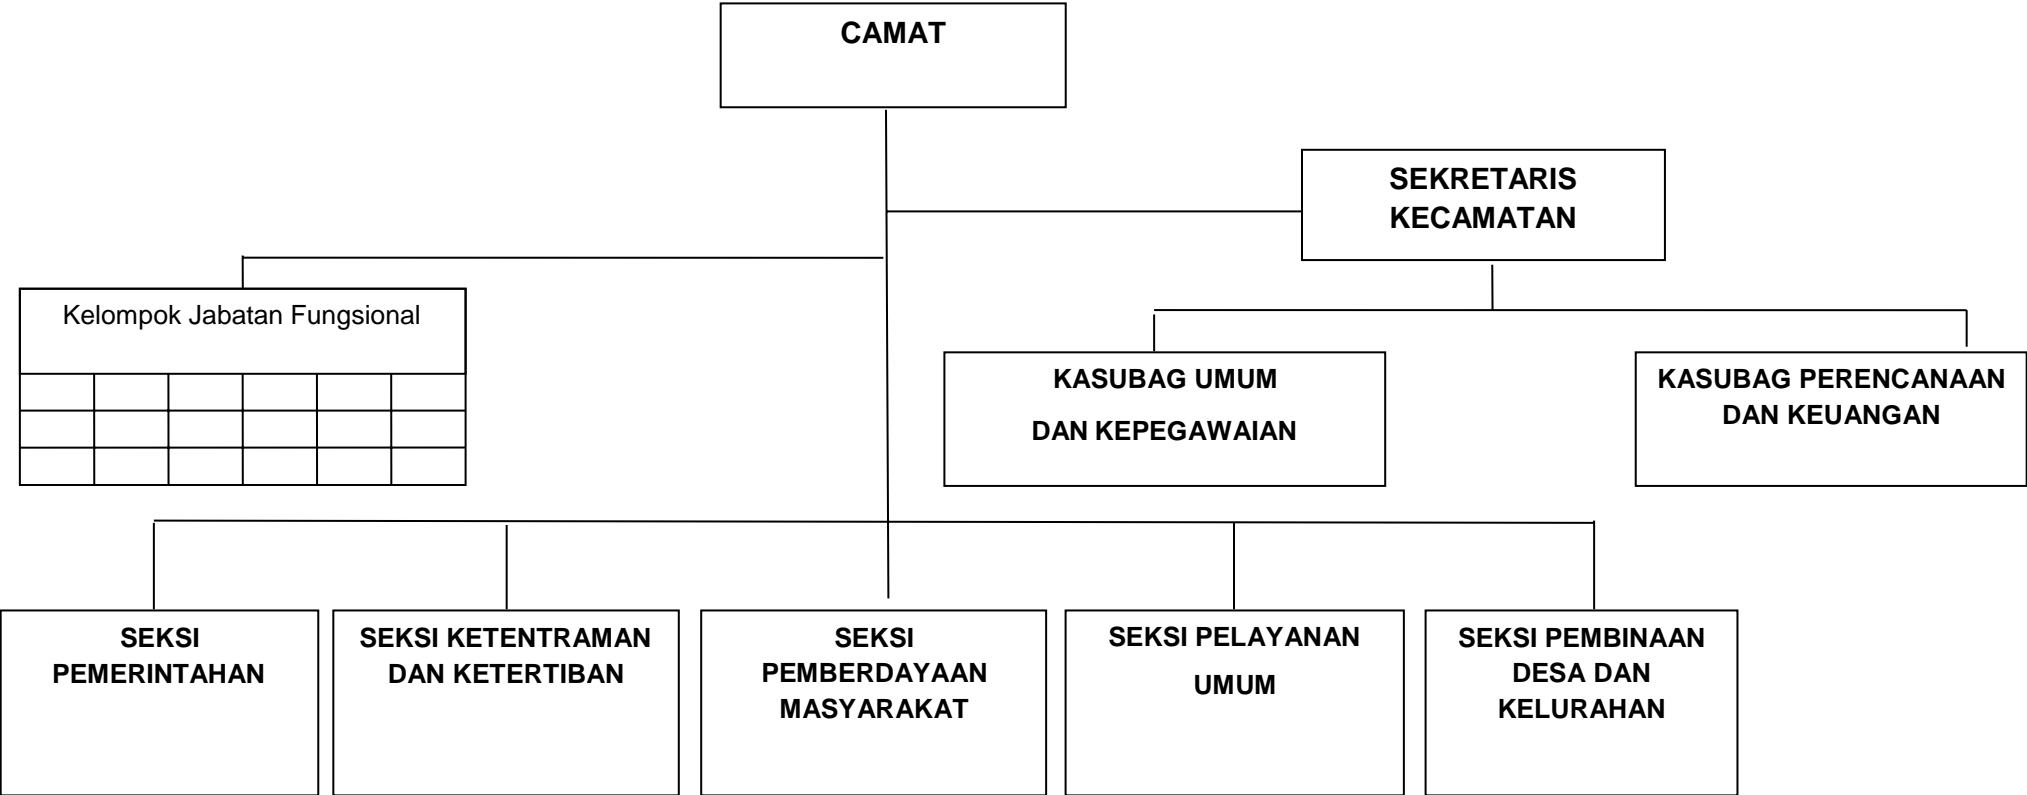 CAMAT
SEKRETARIS
KECAMATAN
Kelompok Jabatan Fungsional
KASUBAG UMUM
DAN KEPEGAWAIAN
KASUBAG PERENCANAAN
DAN KEUANGAN
SEKSI
PEMERINTAHAN
SEKSI KETENTRAMAN
DAN KETERTIBAN
SEKSI
PEMBERDAYAAN
MASYARAKAT
SEKSI PELAYANAN
UMUM
SEKSI PEMBINAAN
DESA DAN
KELURAHAN